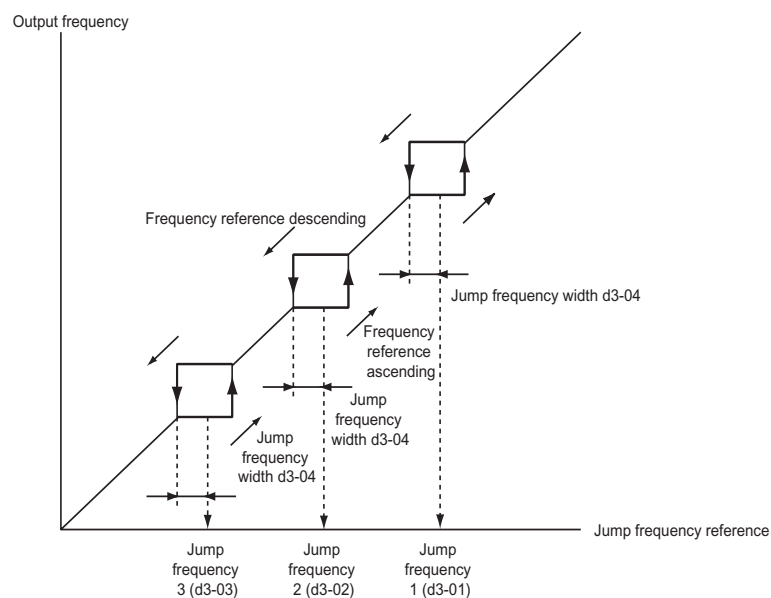 Output frequency
Frequency reference descending
Jump frequency width d3-04
Frequency
reference
ascending
Jump
frequency
width d3-04
Jump
frequency
width d3-04
Jump frequency reference
Jump
frequency
3 (d3-03)
Jump
frequency
2 (d3-02)
Jump
frequency
1 (d3-01)